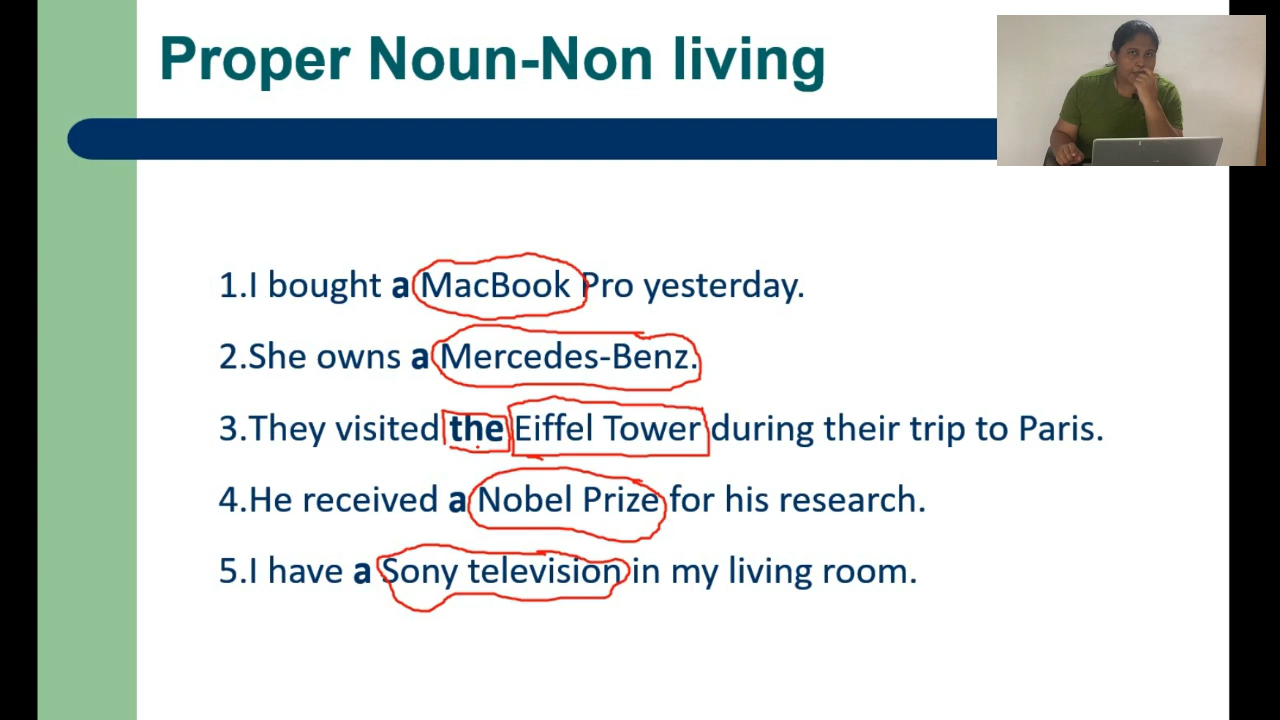 Proper Noun-Non living
1.I bought a MacBook Pro yesterday.
2.She owns a Mercedes-Benz.
3.They visited the Eiffel Tower during their trip to Paris.
4.He received a Nobel Prize for his research.
5.I have a Sony television in my living room.